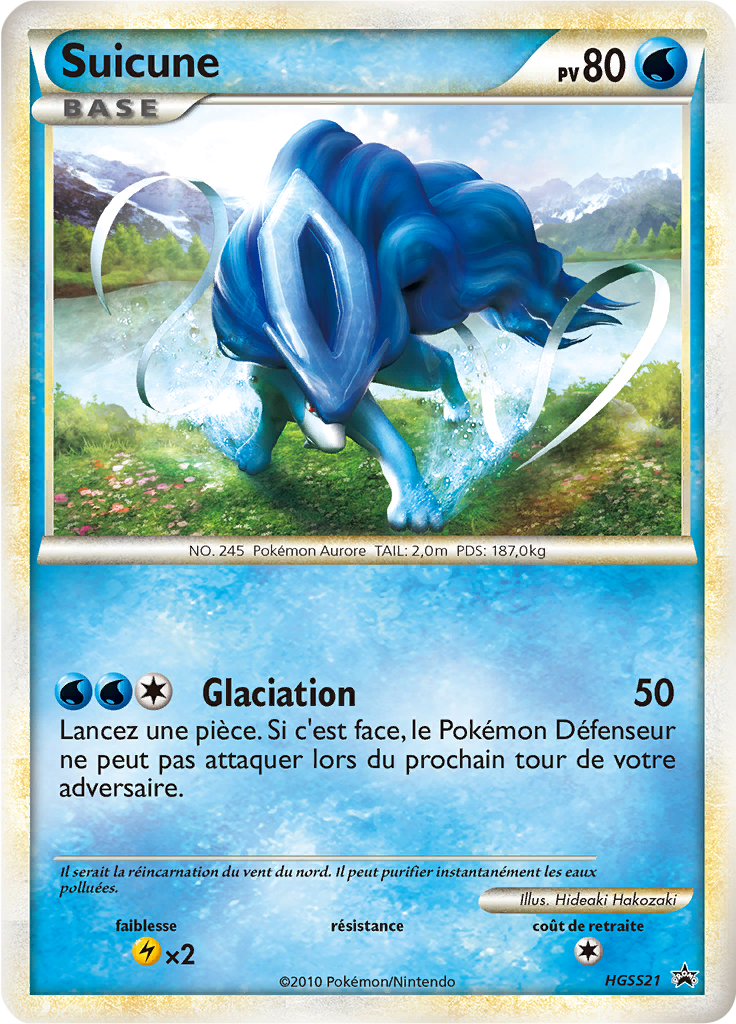 Suicune
PV 80
BASE
NO. 245 Pokémon Aurore TAIL: 2,0m PDS: 187,0kg
Glaciation 50
Lancez une pièce. Si c'est face, le Pokémon Défenseur
ne peut pas attaquer lors du prochain tour de votre
adversaire.
Il serait la réincarnation du vent du nord. Il peut purifier instantanément les eaux
polluées.
Illus. Hideaki Hakozaki
faiblesse résistance coût de retraite
×2
©2010 Pokémon/Nintendo HGSS21 PROMO